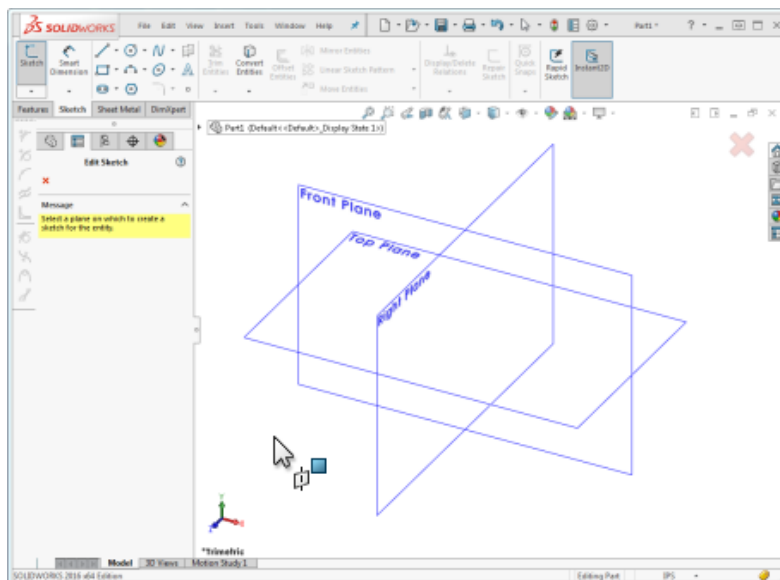 SOLIDWORKS File Edit View Insert Tools Window Help Part1 *
Sketch Smart Dimension Trim Entities Convert Entities Offset Entities Mirror Entities Linear Sketch Pattern Move Entities Display/Delete Relations Repair Sketch Quick Snaps Rapid Sketch Instant2D
Features Sketch Sheet Metal DimXpert
Part1 (Default<<Default>_Display State 1>)
Edit Sketch
Message
Select a plane on which to create a
sketch for the entity.
Front Plane
Top Plane
Right Plane
*Trimetric
Model 3D Views Motion Study 1
SOLIDWORKS 2016 x64 Edition Editing Part IPS